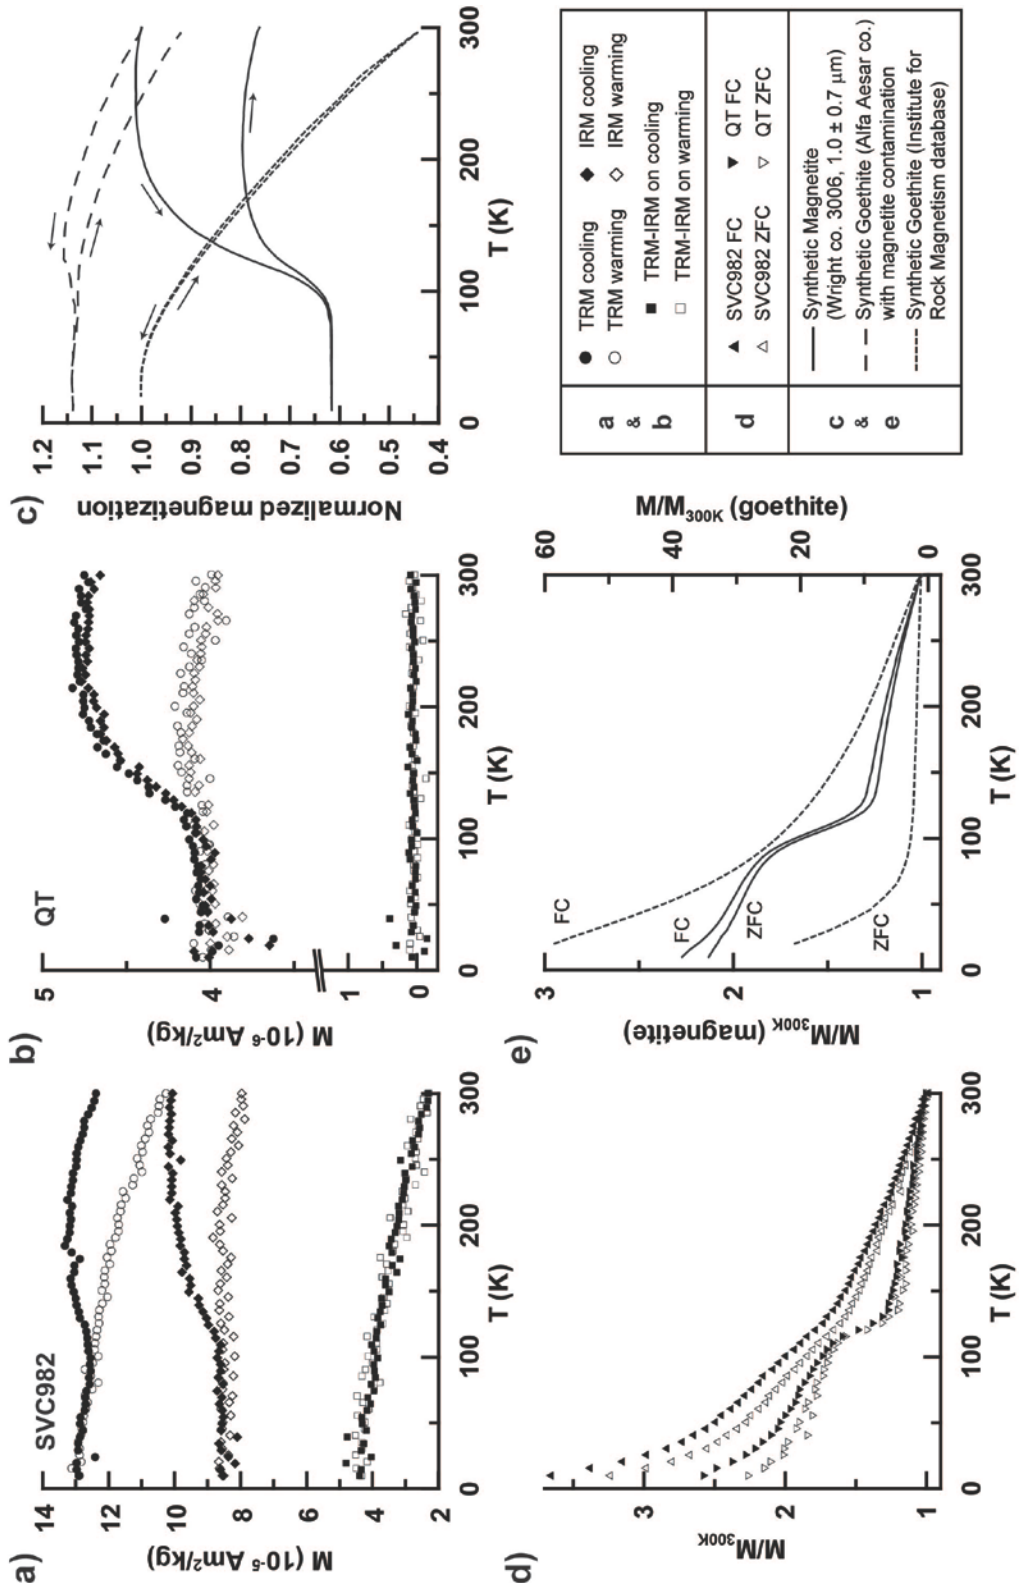 a)
SVC982
14
12
10
8
6
4
2
M (10⁻⁵ Am²/kg)
0
100
200
300
T (K)
b)
QT
5
4
1
0
M (10⁻⁶ Am²/kg)
0
100
200
300
T (K)
c)
1.2
1.1
1.0
0.9
0.8
0.7
0.6
0.5
0.4
Normalized magnetization
0
100
200
300
T (K)
d)
3
2
1
M/M300K
0
100
200
300
T (K)
e)
3
2
1
M/M300K (magnetite)
FC
FC
ZFC
ZFC
60
40
20
0
M/M300K (goethite)
0
100
200
300
T (K)
a
&
b
TRM cooling
IRM cooling
TRM warming
IRM warming
TRM-IRM on cooling
TRM-IRM on warming
d
SVC982 FC
QT FC
SVC982 ZFC
QT ZFC
c
&
e
Synthetic Magnetite
(Wright co. 3006, 1.0 ± 0.7 μm)
Synthetic Goethite (Alfa Aesar co.)
with magnetite contamination
Synthetic Goethite (Institute for
Rock Magnetism database)